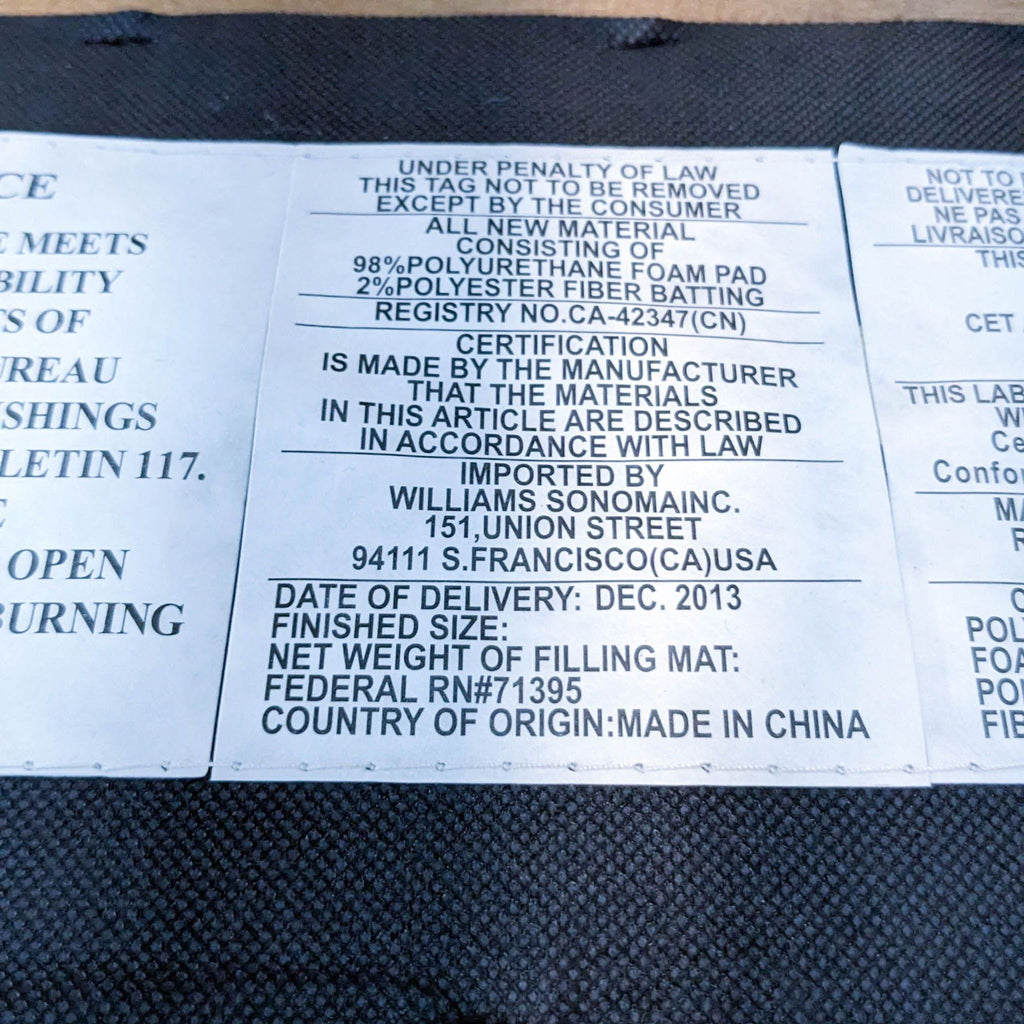 CE
MEETS
BILITY
S OF
REAU
SHINGS
LETIN 117.
OPEN
BURNING
UNDER PENALTY OF LAW
THIS TAG NOT TO BE REMOVED
EXCEPT BY THE CONSUMER
ALL NEW MATERIAL
CONSISTING OF
98%POLYURETHANE FOAM PAD
2%POLYESTER FIBER BATTING
REGISTRY NO.CA-42347(CN)
CERTIFICATION
IS MADE BY THE MANUFACTURER
THAT THE MATERIALS
IN THIS ARTICLE ARE DESCRIBED
IN ACCORDANCE WITH LAW
IMPORTED BY
WILLIAMS SONOMAINC.
151,UNION STREET
94111 S.FRANCISCO(CA)USA
DATE OF DELIVERY: DEC. 2013
FINISHED SIZE:
NET WEIGHT OF FILLING MAT:
FEDERAL RN#71395
COUNTRY OF ORIGIN:MADE IN CHINA
NOT TO
DELIVERE
NE PAS
LIVRAISO
THIS
CET
THIS LAB
W
Ce
Confor
MA
R
C
POL
FOA
PO
FIB